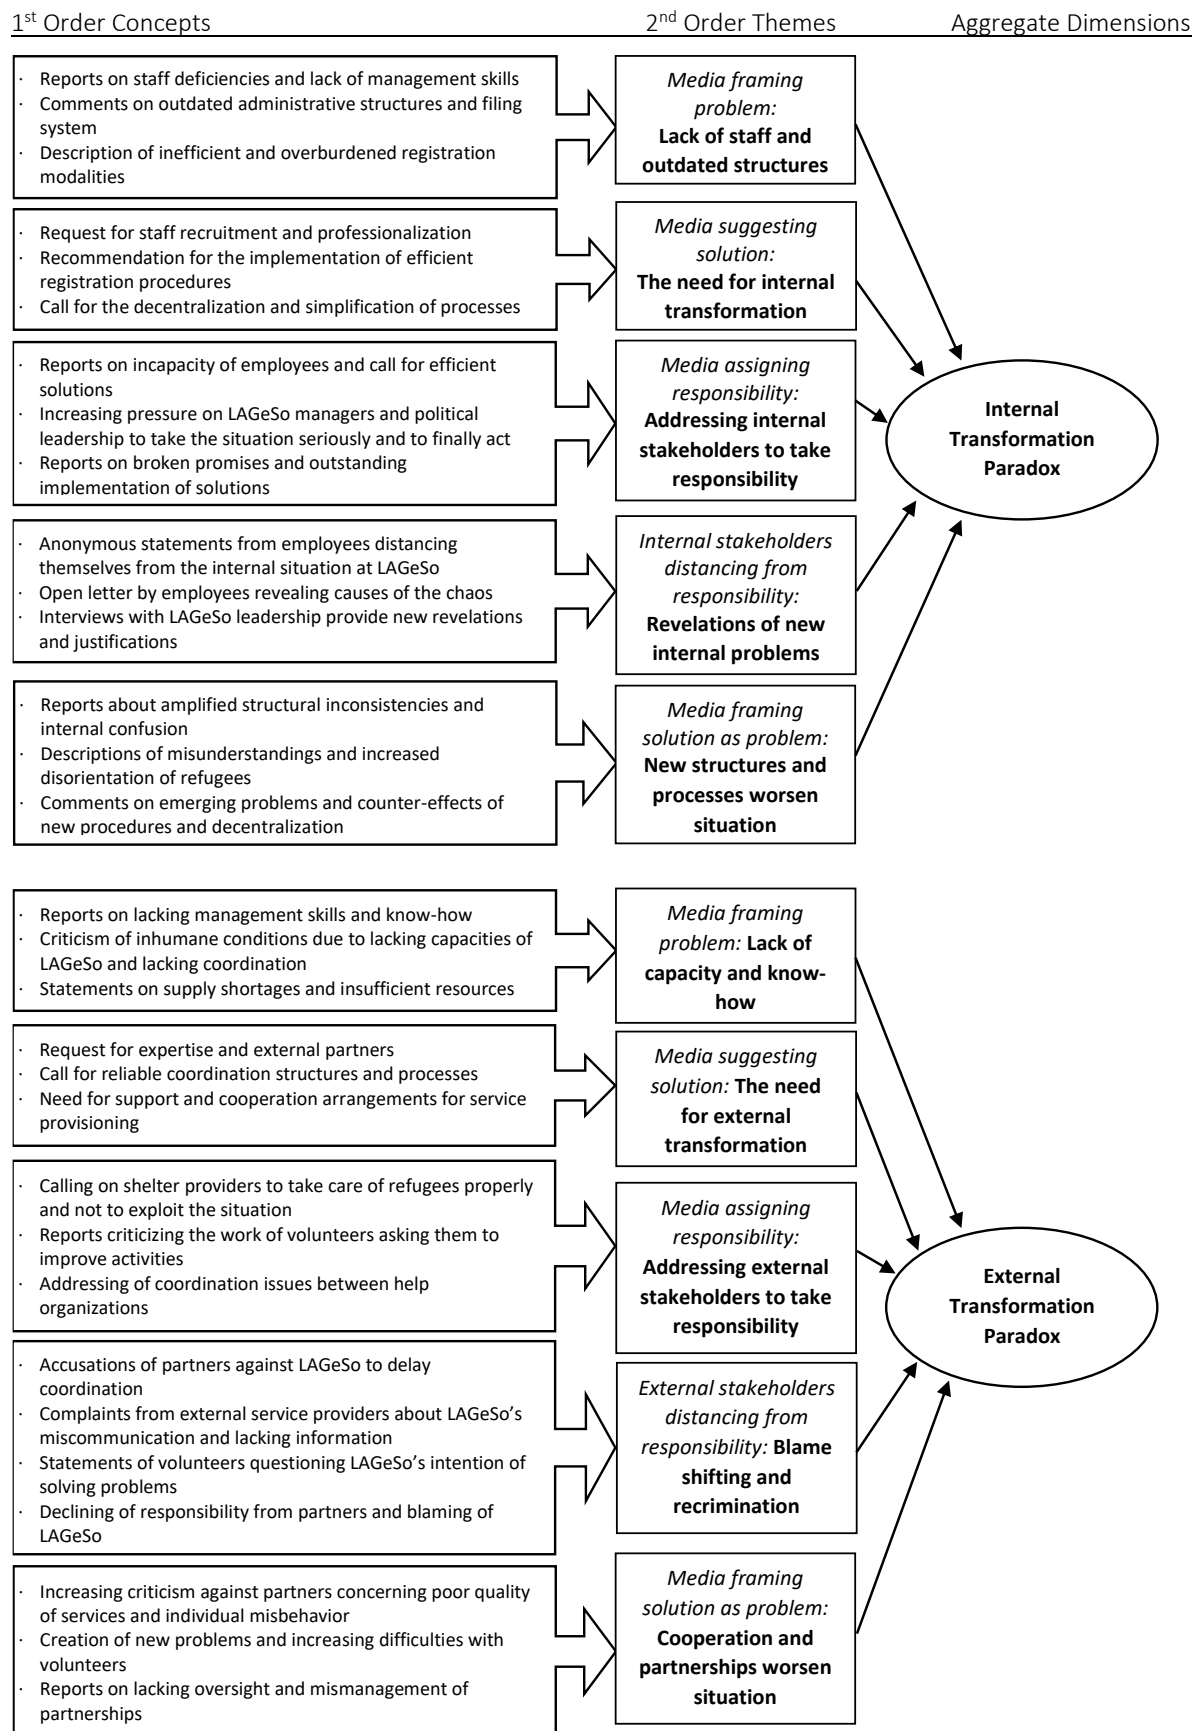 1st Order Concepts
2nd Order Themes
Aggregate Dimensions
· Reports on staff deficiencies and lack of management skills
· Comments on outdated administrative structures and filing
system
· Description of inefficient and overburdened registration
modalities
Media framing
problem:
Lack of staff and
outdated structures
· Request for staff recruitment and professionalization
· Recommendation for the implementation of efficient
registration procedures
· Call for the decentralization and simplification of processes
Media suggesting
solution:
The need for internal
transformation
· Reports on incapacity of employees and call for efficient
solutions
· Increasing pressure on LAGeSo managers and political
leadership to take the situation seriously and to finally act
· Reports on broken promises and outstanding
implementation of solutions
Media assigning
responsibility:
Addressing internal
stakeholders to take
responsibility
· Anonymous statements from employees distancing
themselves from the internal situation at LAGeSo
· Open letter by employees revealing causes of the chaos
· Interviews with LAGeSo leadership provide new revelations
and justifications
Internal stakeholders
distancing from
responsibility:
Revelations of new
internal problems
· Reports about amplified structural inconsistencies and
internal confusion
· Descriptions of misunderstandings and increased
disorientation of refugees
· Comments on emerging problems and counter-effects of
new procedures and decentralization
Media framing
solution as problem:
New structures and
processes worsen
situation
Internal
Transformation
Paradox
· Reports on lacking management skills and know-how
· Criticism of inhumane conditions due to lacking capacities of
LAGeSo and lacking coordination
· Statements on supply shortages and insufficient resources
Media framing
problem: Lack of
capacity and know-
how
· Request for expertise and external partners
· Call for reliable coordination structures and processes
· Need for support and cooperation arrangements for service
provisioning
Media suggesting
solution: The need
for external
transformation
· Calling on shelter providers to take care of refugees properly
and not to exploit the situation
· Reports criticizing the work of volunteers asking them to
improve activities
· Addressing of coordination issues between help
organizations
Media assigning
responsibility:
Addressing external
stakeholders to take
responsibility
· Accusations of partners against LAGeSo to delay
coordination
· Complaints from external service providers about LAGeSo’s
miscommunication and lacking information
· Statements of volunteers questioning LAGeSo’s intention of
solving problems
· Declining of responsibility from partners and blaming of
LAGeSo
External stakeholders
distancing from
responsibility: Blame
shifting and
recrimination
· Increasing criticism against partners concerning poor quality
of services and individual misbehavior
· Creation of new problems and increasing difficulties with
volunteers
· Reports on lacking oversight and mismanagement of
partnerships
Media framing
solution as problem:
Cooperation and
partnerships worsen
situation
External
Transformation
Paradox